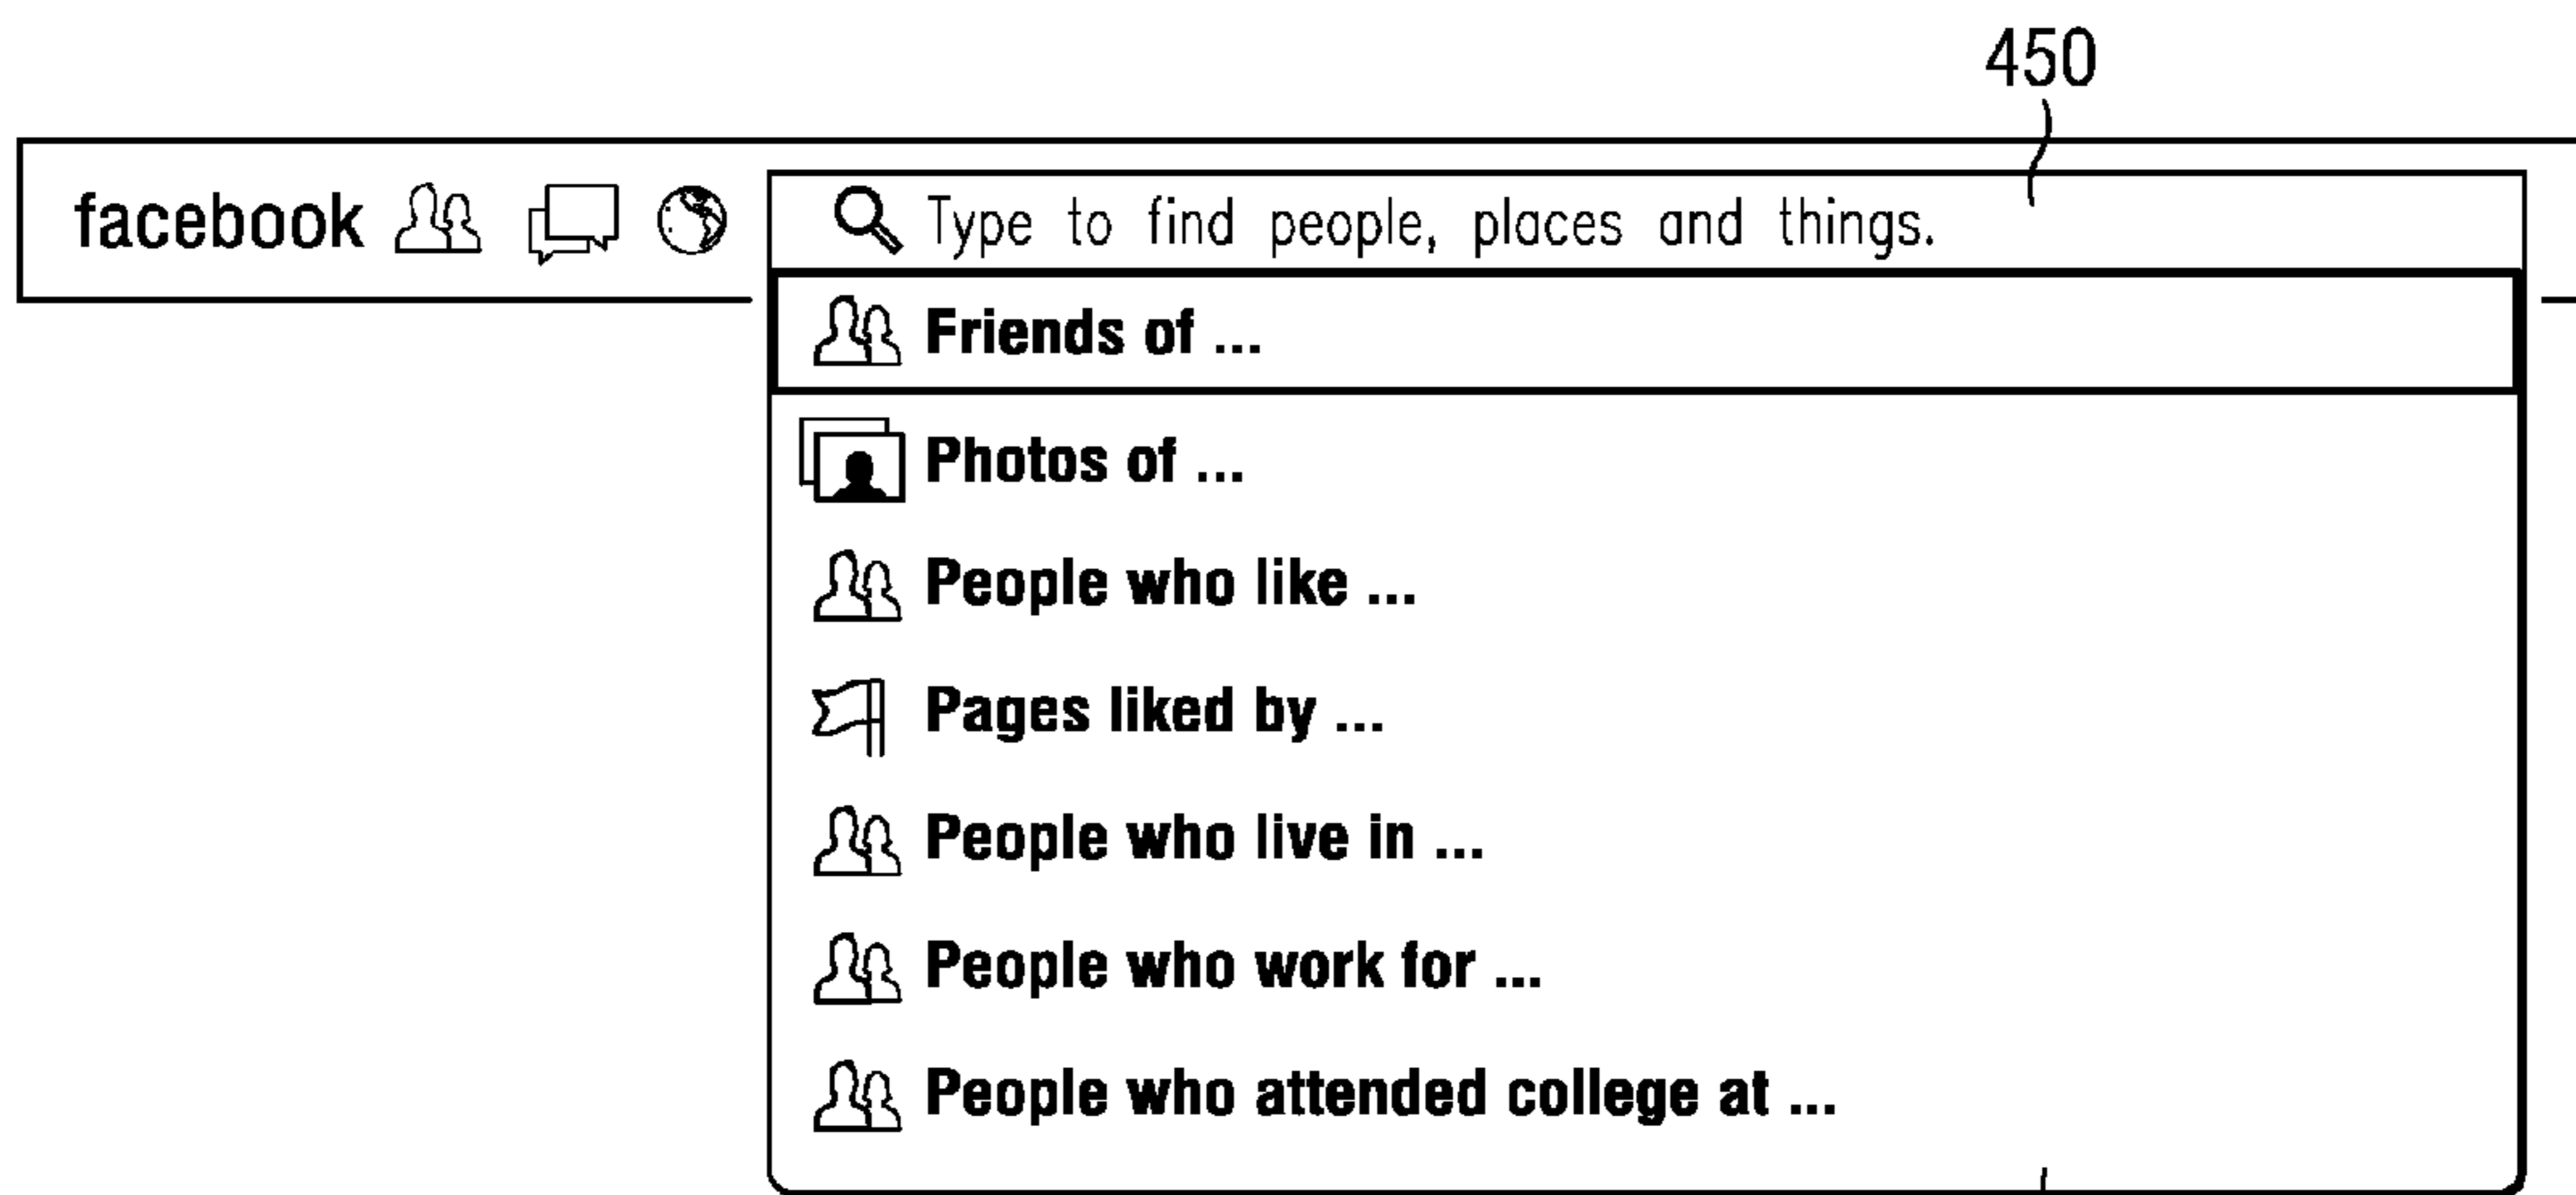 450
facebook Type to find people, places and things.
Friends of ...
Photos of ...
People who like ...
Pages liked by ...
People who live in ...
People who work for ...
People who attended college at ...